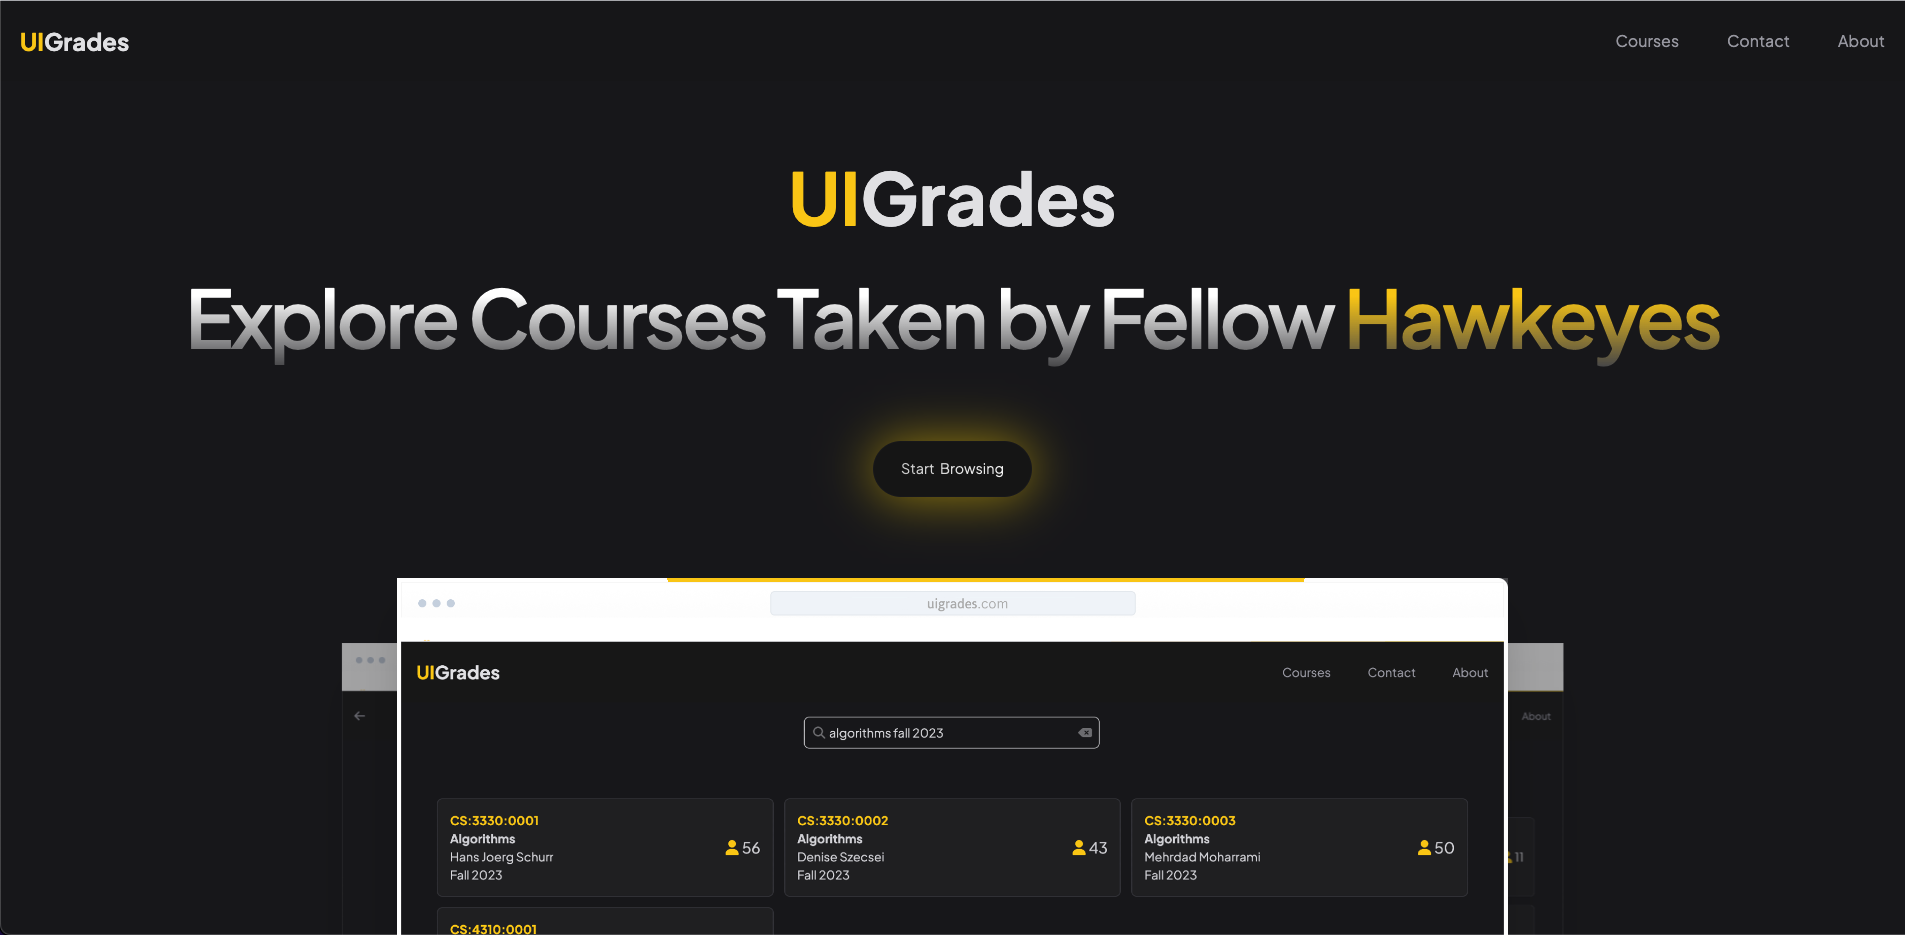 UIGrades
Courses
Contact
About
UIGrades
Explore Courses Taken by Fellow Hawkeyes
Start Browsing
uigrades.com
UIGrades
Courses
Contact
About
About
algorithms fall 2023
CS:3330:0001
Algorithms
Hans Joerg Schurr
Fall 2023
56
CS:3330:0002
Algorithms
Denise Szecsei
Fall 2023
43
CS:3330:0003
Algorithms
Mehrdad Moharrami
Fall 2023
50
11
CS:4310:0001